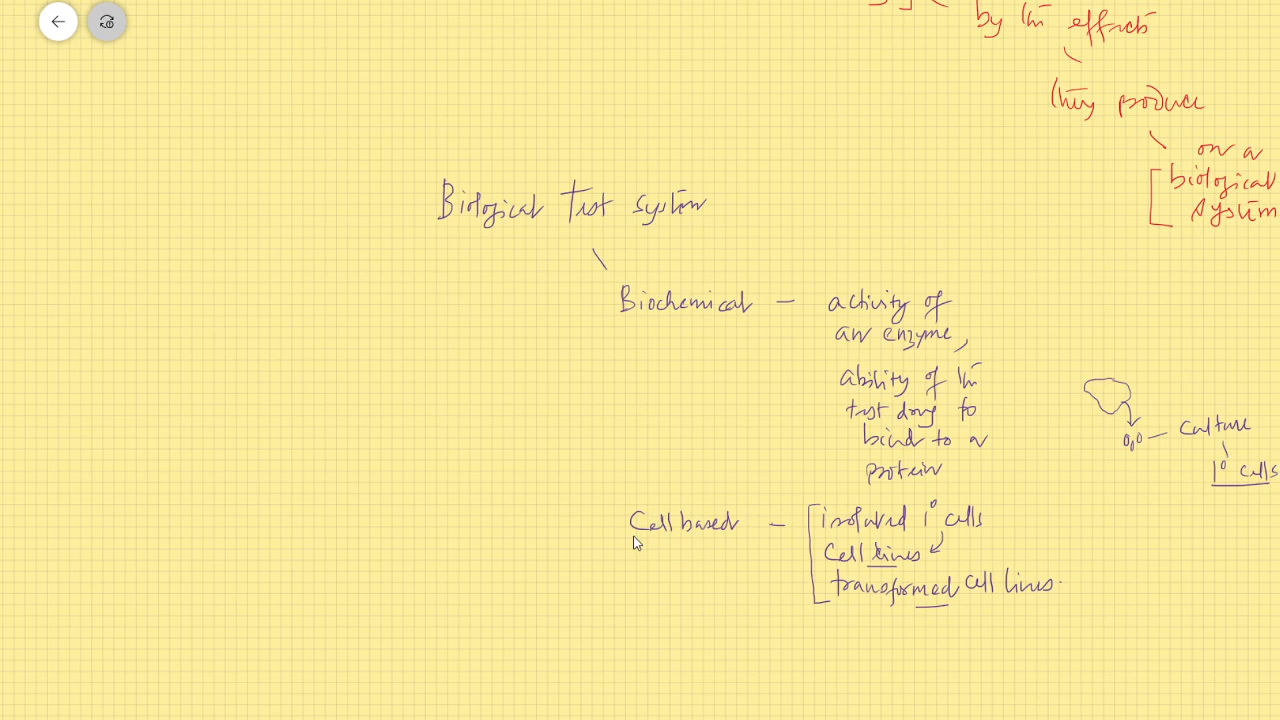 by the effects
they produce
on a
biological
system
Biological Test system
Biochemical – activity of
an enzyme,
ability of the
test drug to
bind to a
protein
Culture
1° cells
Cell based – isolated 1° cells
Cell lines
transformed cell lines.